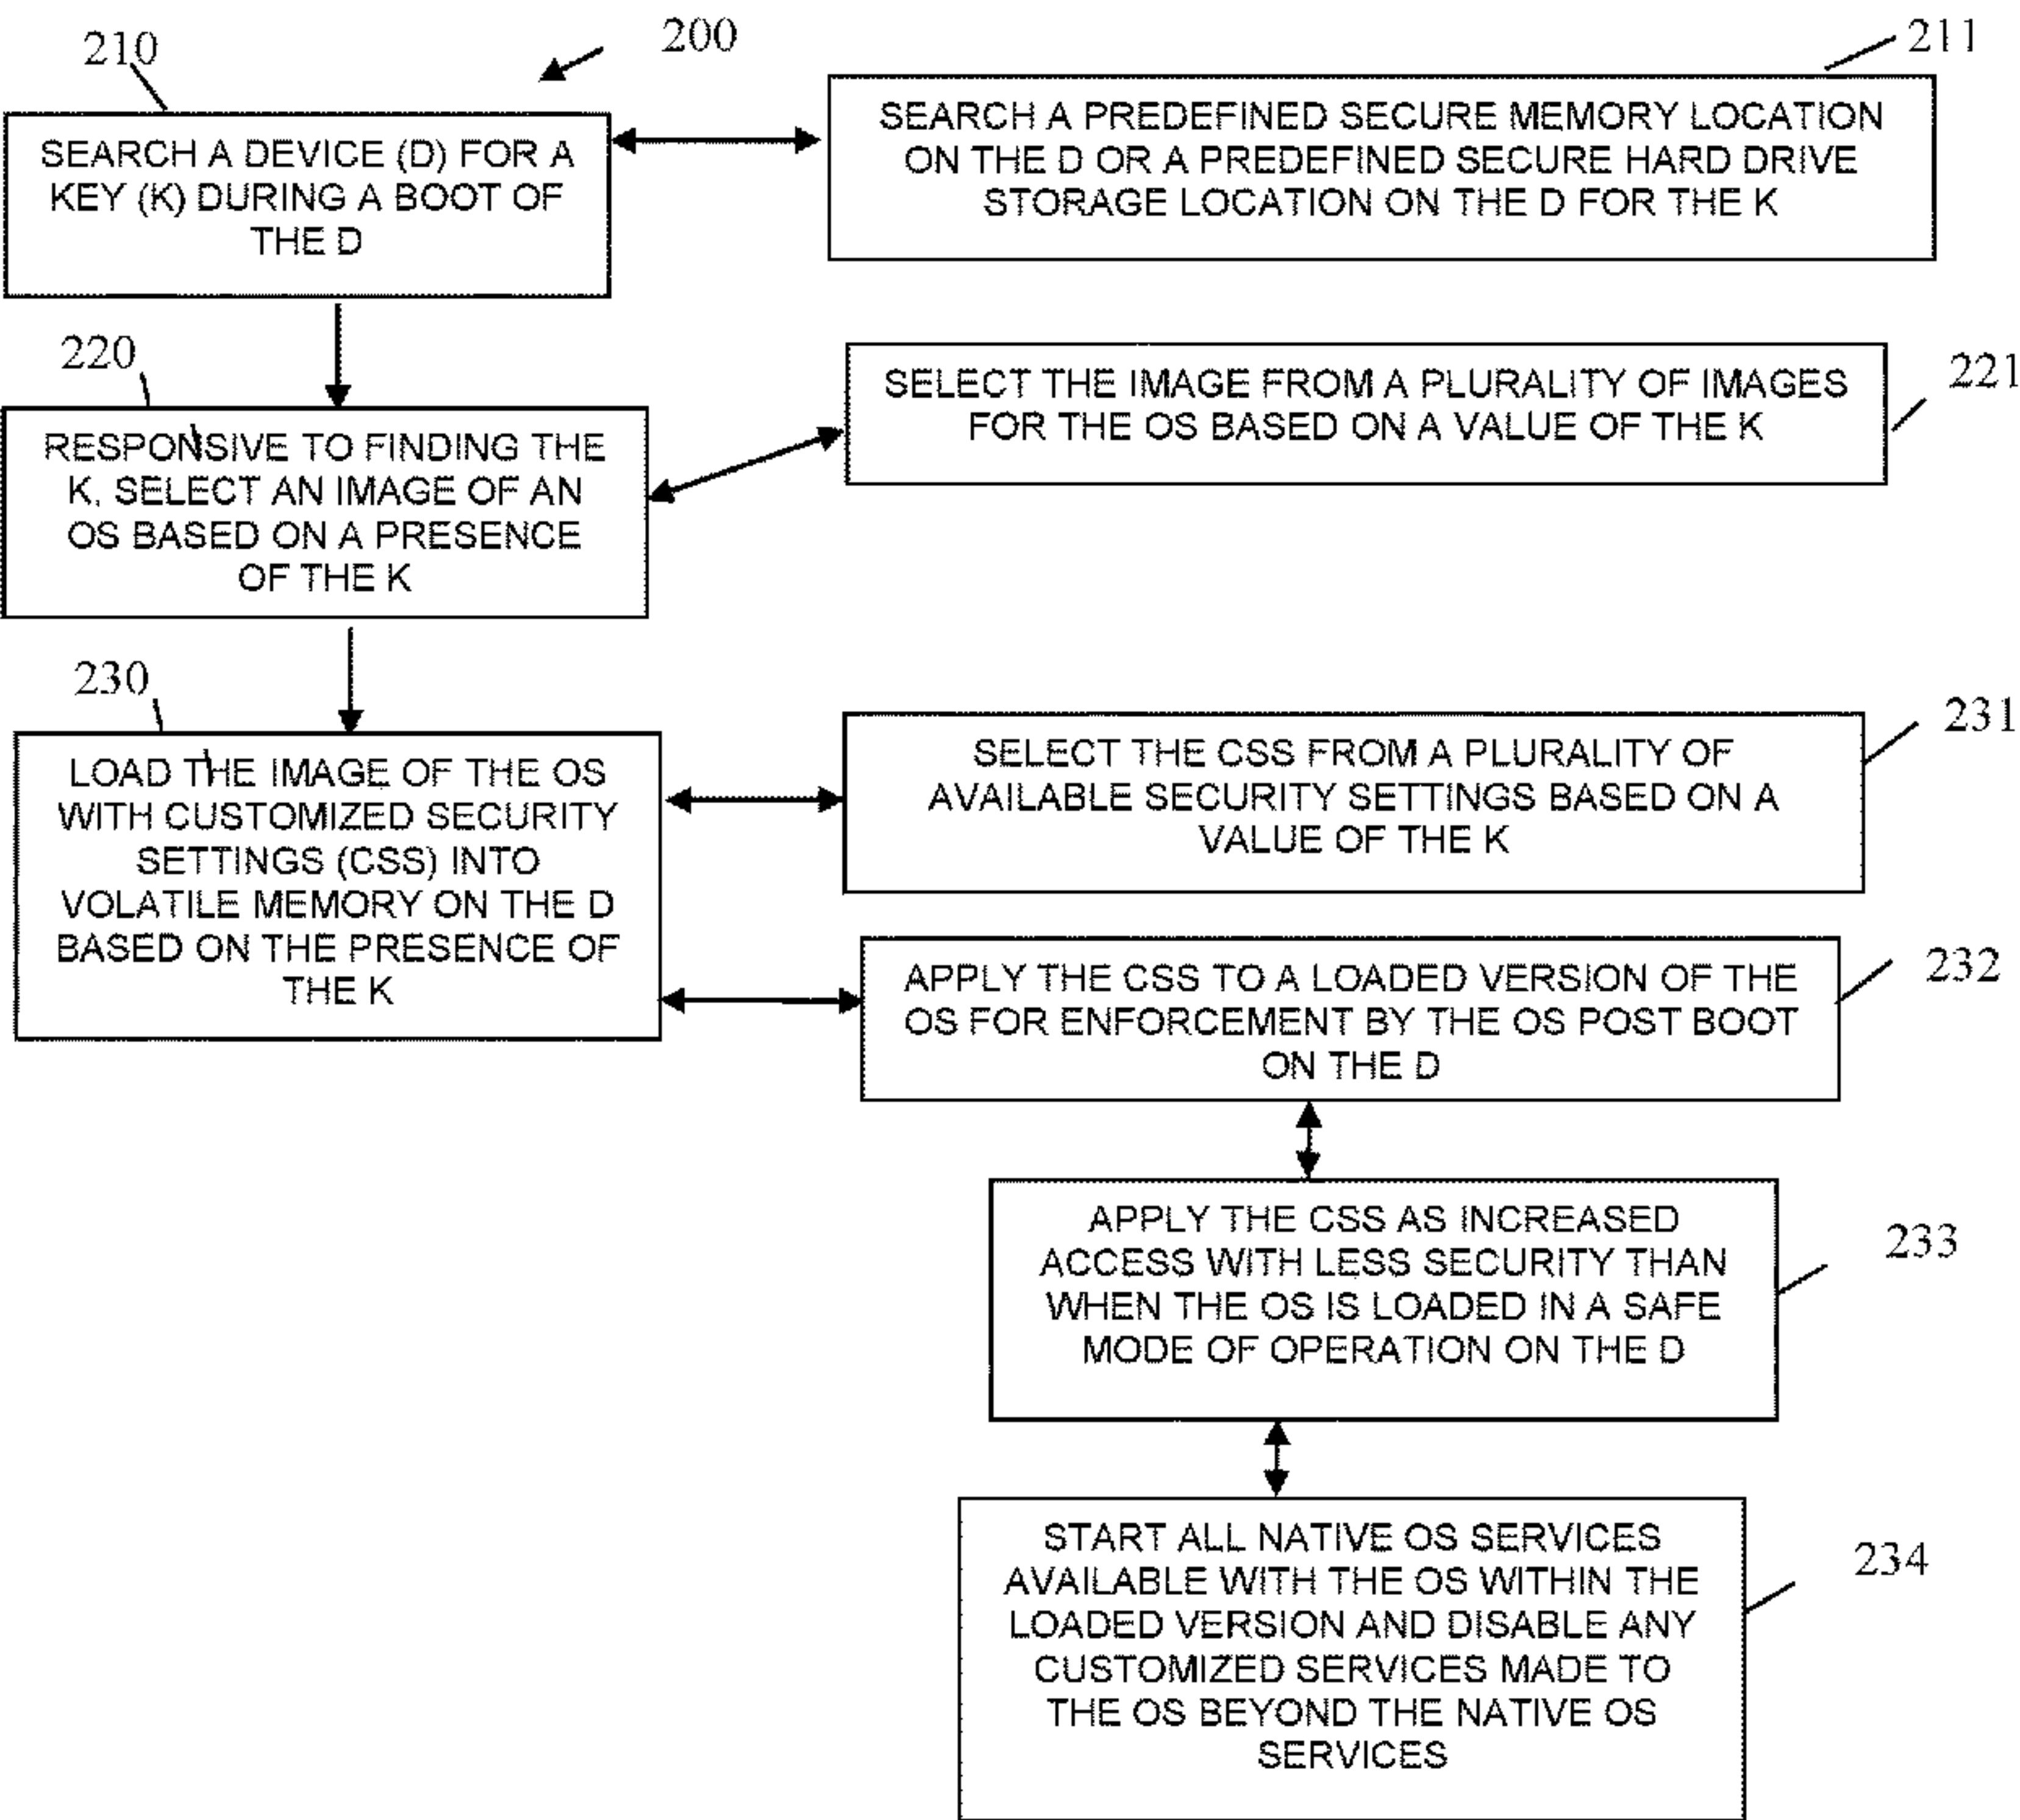 200
210
SEARCH A DEVICE (D) FOR A
KEY (K) DURING A BOOT OF
THE D
211
SEARCH A PREDEFINED SECURE MEMORY LOCATION
ON THE D OR A PREDEFINED SECURE HARD DRIVE
STORAGE LOCATION ON THE D FOR THE K
220
RESPONSIVE TO FINDING THE
K, SELECT AN IMAGE OF AN
OS BASED ON A PRESENCE
OF THE K
221
SELECT THE IMAGE FROM A PLURALITY OF IMAGES
FOR THE OS BASED ON A VALUE OF THE K
230
LOAD THE IMAGE OF THE OS
WITH CUSTOMIZED SECURITY
SETTINGS (CSS) INTO
VOLATILE MEMORY ON THE D
BASED ON THE PRESENCE OF
THE K
231
SELECT THE CSS FROM A PLURALITY OF
AVAILABLE SECURITY SETTINGS BASED ON A
VALUE OF THE K
232
APPLY THE CSS TO A LOADED VERSION OF THE
OS FOR ENFORCEMENT BY THE OS POST BOOT
ON THE D
233
APPLY THE CSS AS INCREASED
ACCESS WITH LESS SECURITY THAN
WHEN THE OS IS LOADED IN A SAFE
MODE OF OPERATION ON THE D
234
START ALL NATIVE OS SERVICES
AVAILABLE WITH THE OS WITHIN THE
LOADED VERSION AND DISABLE ANY
CUSTOMIZED SERVICES MADE TO
THE OS BEYOND THE NATIVE OS
SERVICES